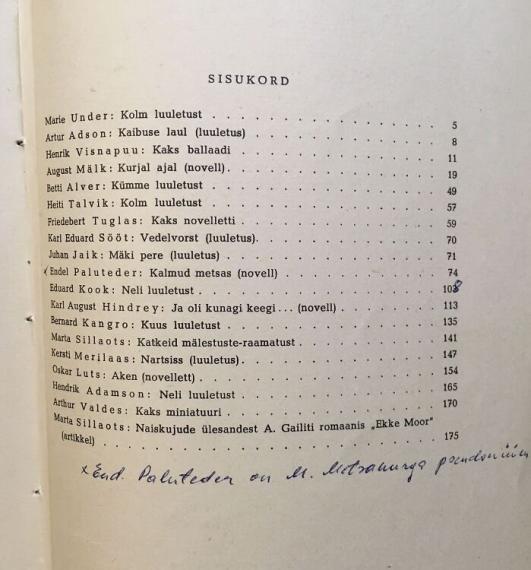 SISUKORD
Marie Under: Kolm luuletust . . . . . . . . . . . . . . 5
Artur Adson: Kaibuse laul (luuletus) . . . . . . . . . . . 8
Henrik Visnapuu: Kaks ballaadi . . . . . . . . . . . . 11
August Mälk: Kurjal ajal (novell) . . . . . . . . . . . . 19
Betti Alver: Kümme luuletust . . . . . . . . . . . . . 49
Heiti Talvik: Kolm luuletust . . . . . . . . . . . . . 57
Friedebert Tuglas: Kaks novelletti . . . . . . . . . . . 59
Karl Eduard Sööt: Vedelvorst (luuletus) . . . . . . . . . . 70
Juhan Jaik: Mäki pere (luuletus) . . . . . . . . . . . . 71
x Endel Paluteder: Kalmud metsas (novell) . . . . . . . . . 74
Eduard Kook: Neli luuletust . . . . . . . . . . . . . 108
Karl August Hindrey: Ja oli kunagi keegi... (novell) . . . . . . 113
Bernard Kangro: Kuus luuletust . . . . . . . . . . . . 135
Marta Sillaots: Katkeid mälestuste-raamatust . . . . . . . . 141
Kersti Merilaas: Nartsiss (luuletus) . . . . . . . . . . . 147
Oskar Luts: Aken (novellett) . . . . . . . . . . . . . 154
Hendrik Adamson: Neli luuletust . . . . . . . . . . . . 165
Arthur Valdes: Kaks miniatuuri . . . . . . . . . . . . 170
Marta Sillaots: Naiskujude ülesandest A. Gailiti romaanis „Ekke Moor"
(artikkel) . . . . . . . . . . . . . . . . . . . 175
x End. Paluteder on M. Metsanurga pseudonüüm